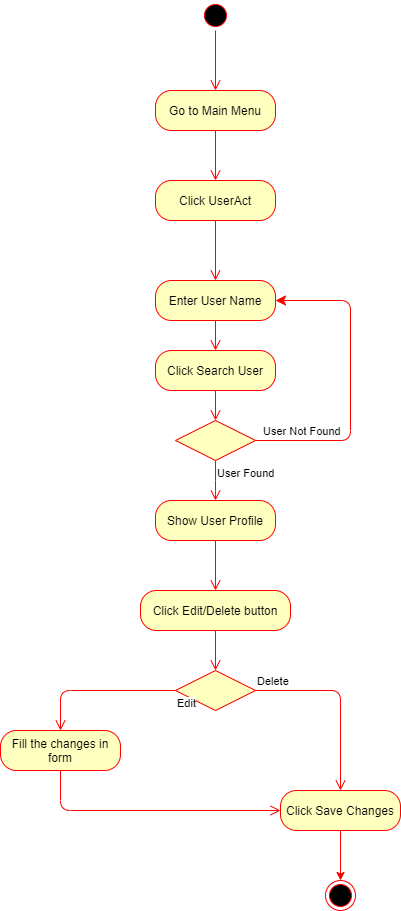 Go to Main Menu
Click UserAct
Enter User Name
Click Search User
User Not Found
User Found
Show User Profile
Click Edit/Delete button
Delete
Edit
Fill the changes in
form
Click Save Changes